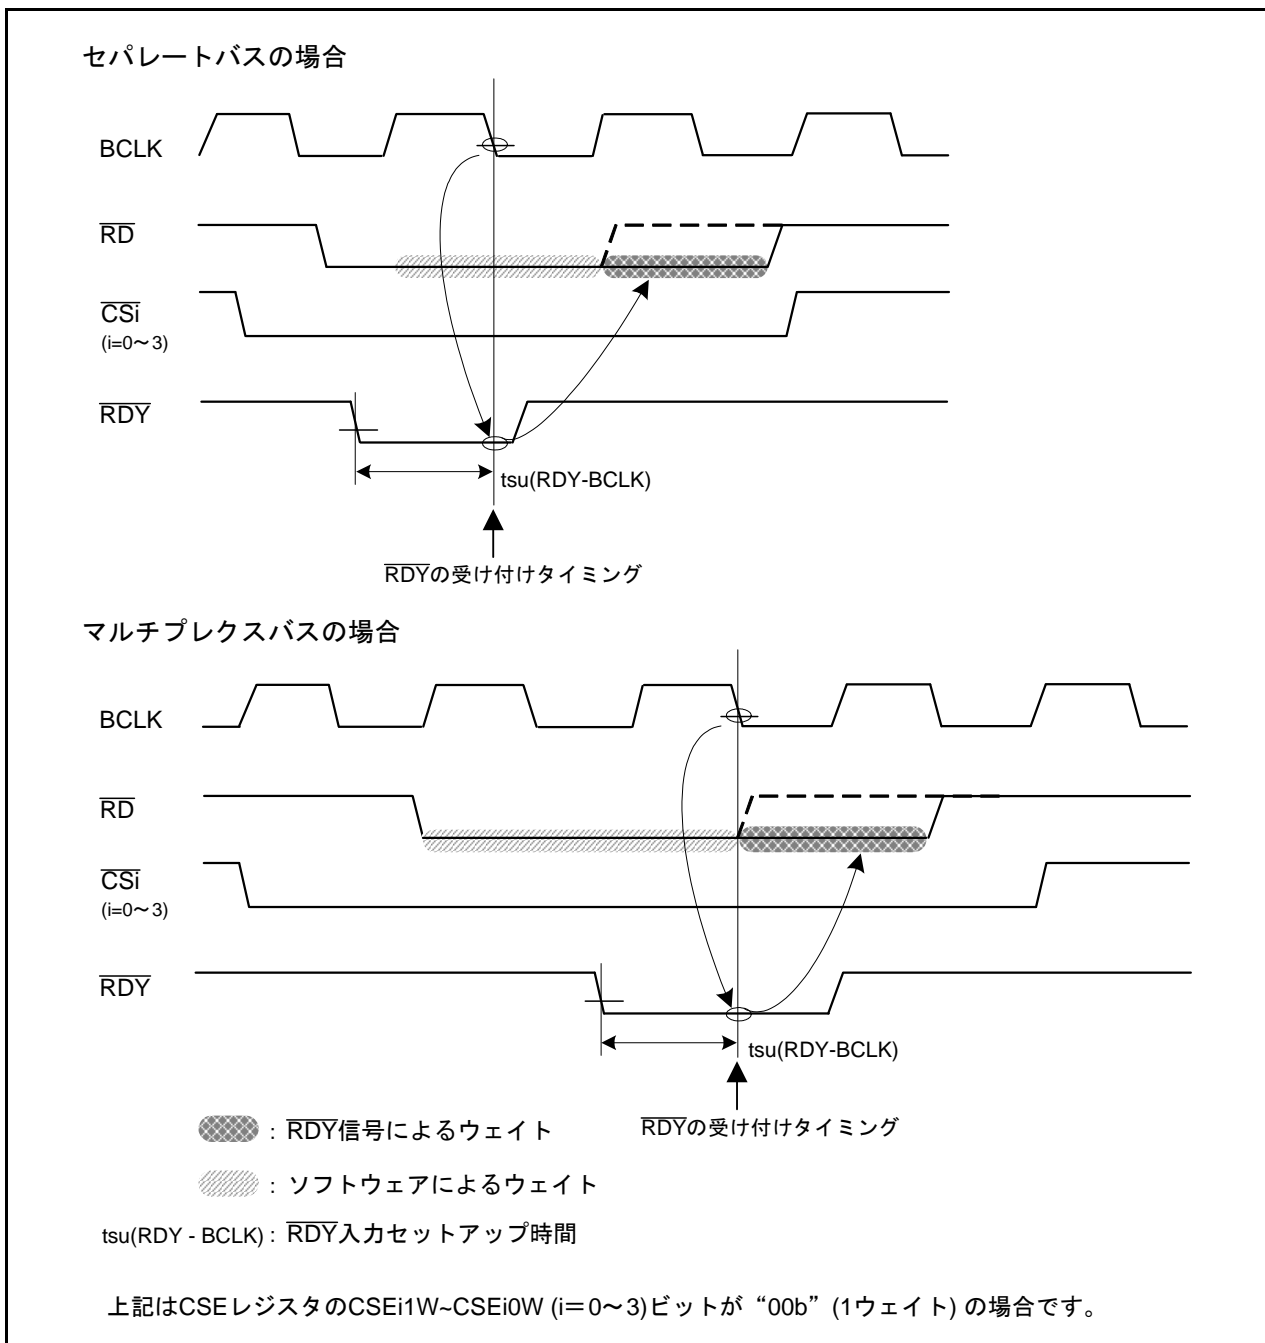 セパレートバスの場合
BCLK
RD
CSi
(i=0～3)
RDY
tsu(RDY-BCLK)
RDYの受け付けタイミング
マルチプレクスバスの場合
BCLK
RD
CSi
(i=0～3)
RDY
tsu(RDY-BCLK)
RDYの受け付けタイミング
: RDY信号によるウェイト
: ソフトウェアによるウェイト
tsu(RDY - BCLK) : RDY入力セットアップ時間
上記はCSEレジスタのCSEi1W~CSEi0W (i＝0～3)ビットが“00b” (1ウェイト) の場合です。